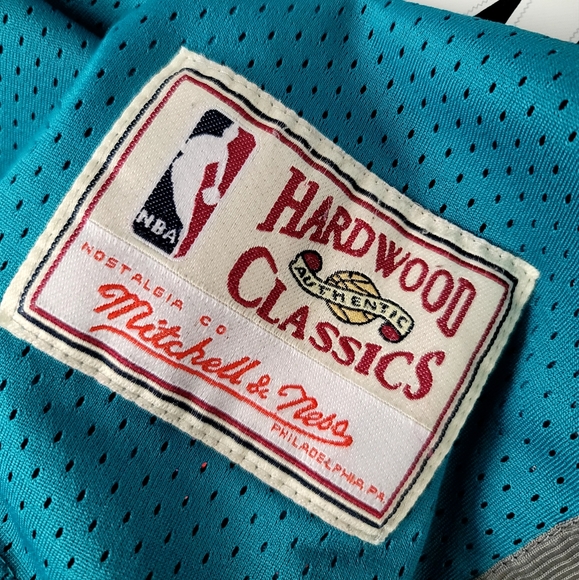 NBA
HARDWOOD
AUTHENTIC
CLASSICS
NOSTALGIA CO.
Mitchell & Ness
PHILADELPHIA, PA